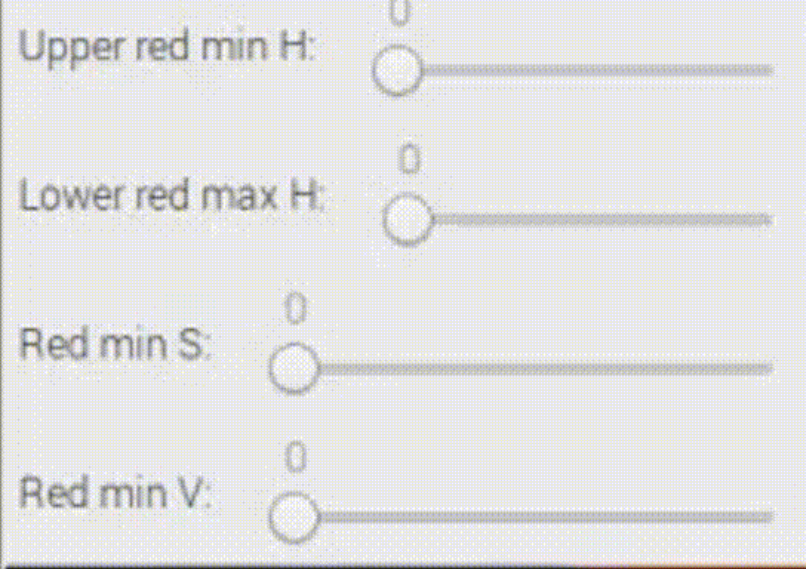 0
Upper red min H:
0
Lower red max H:
0
Red min S:
0
Red min V: